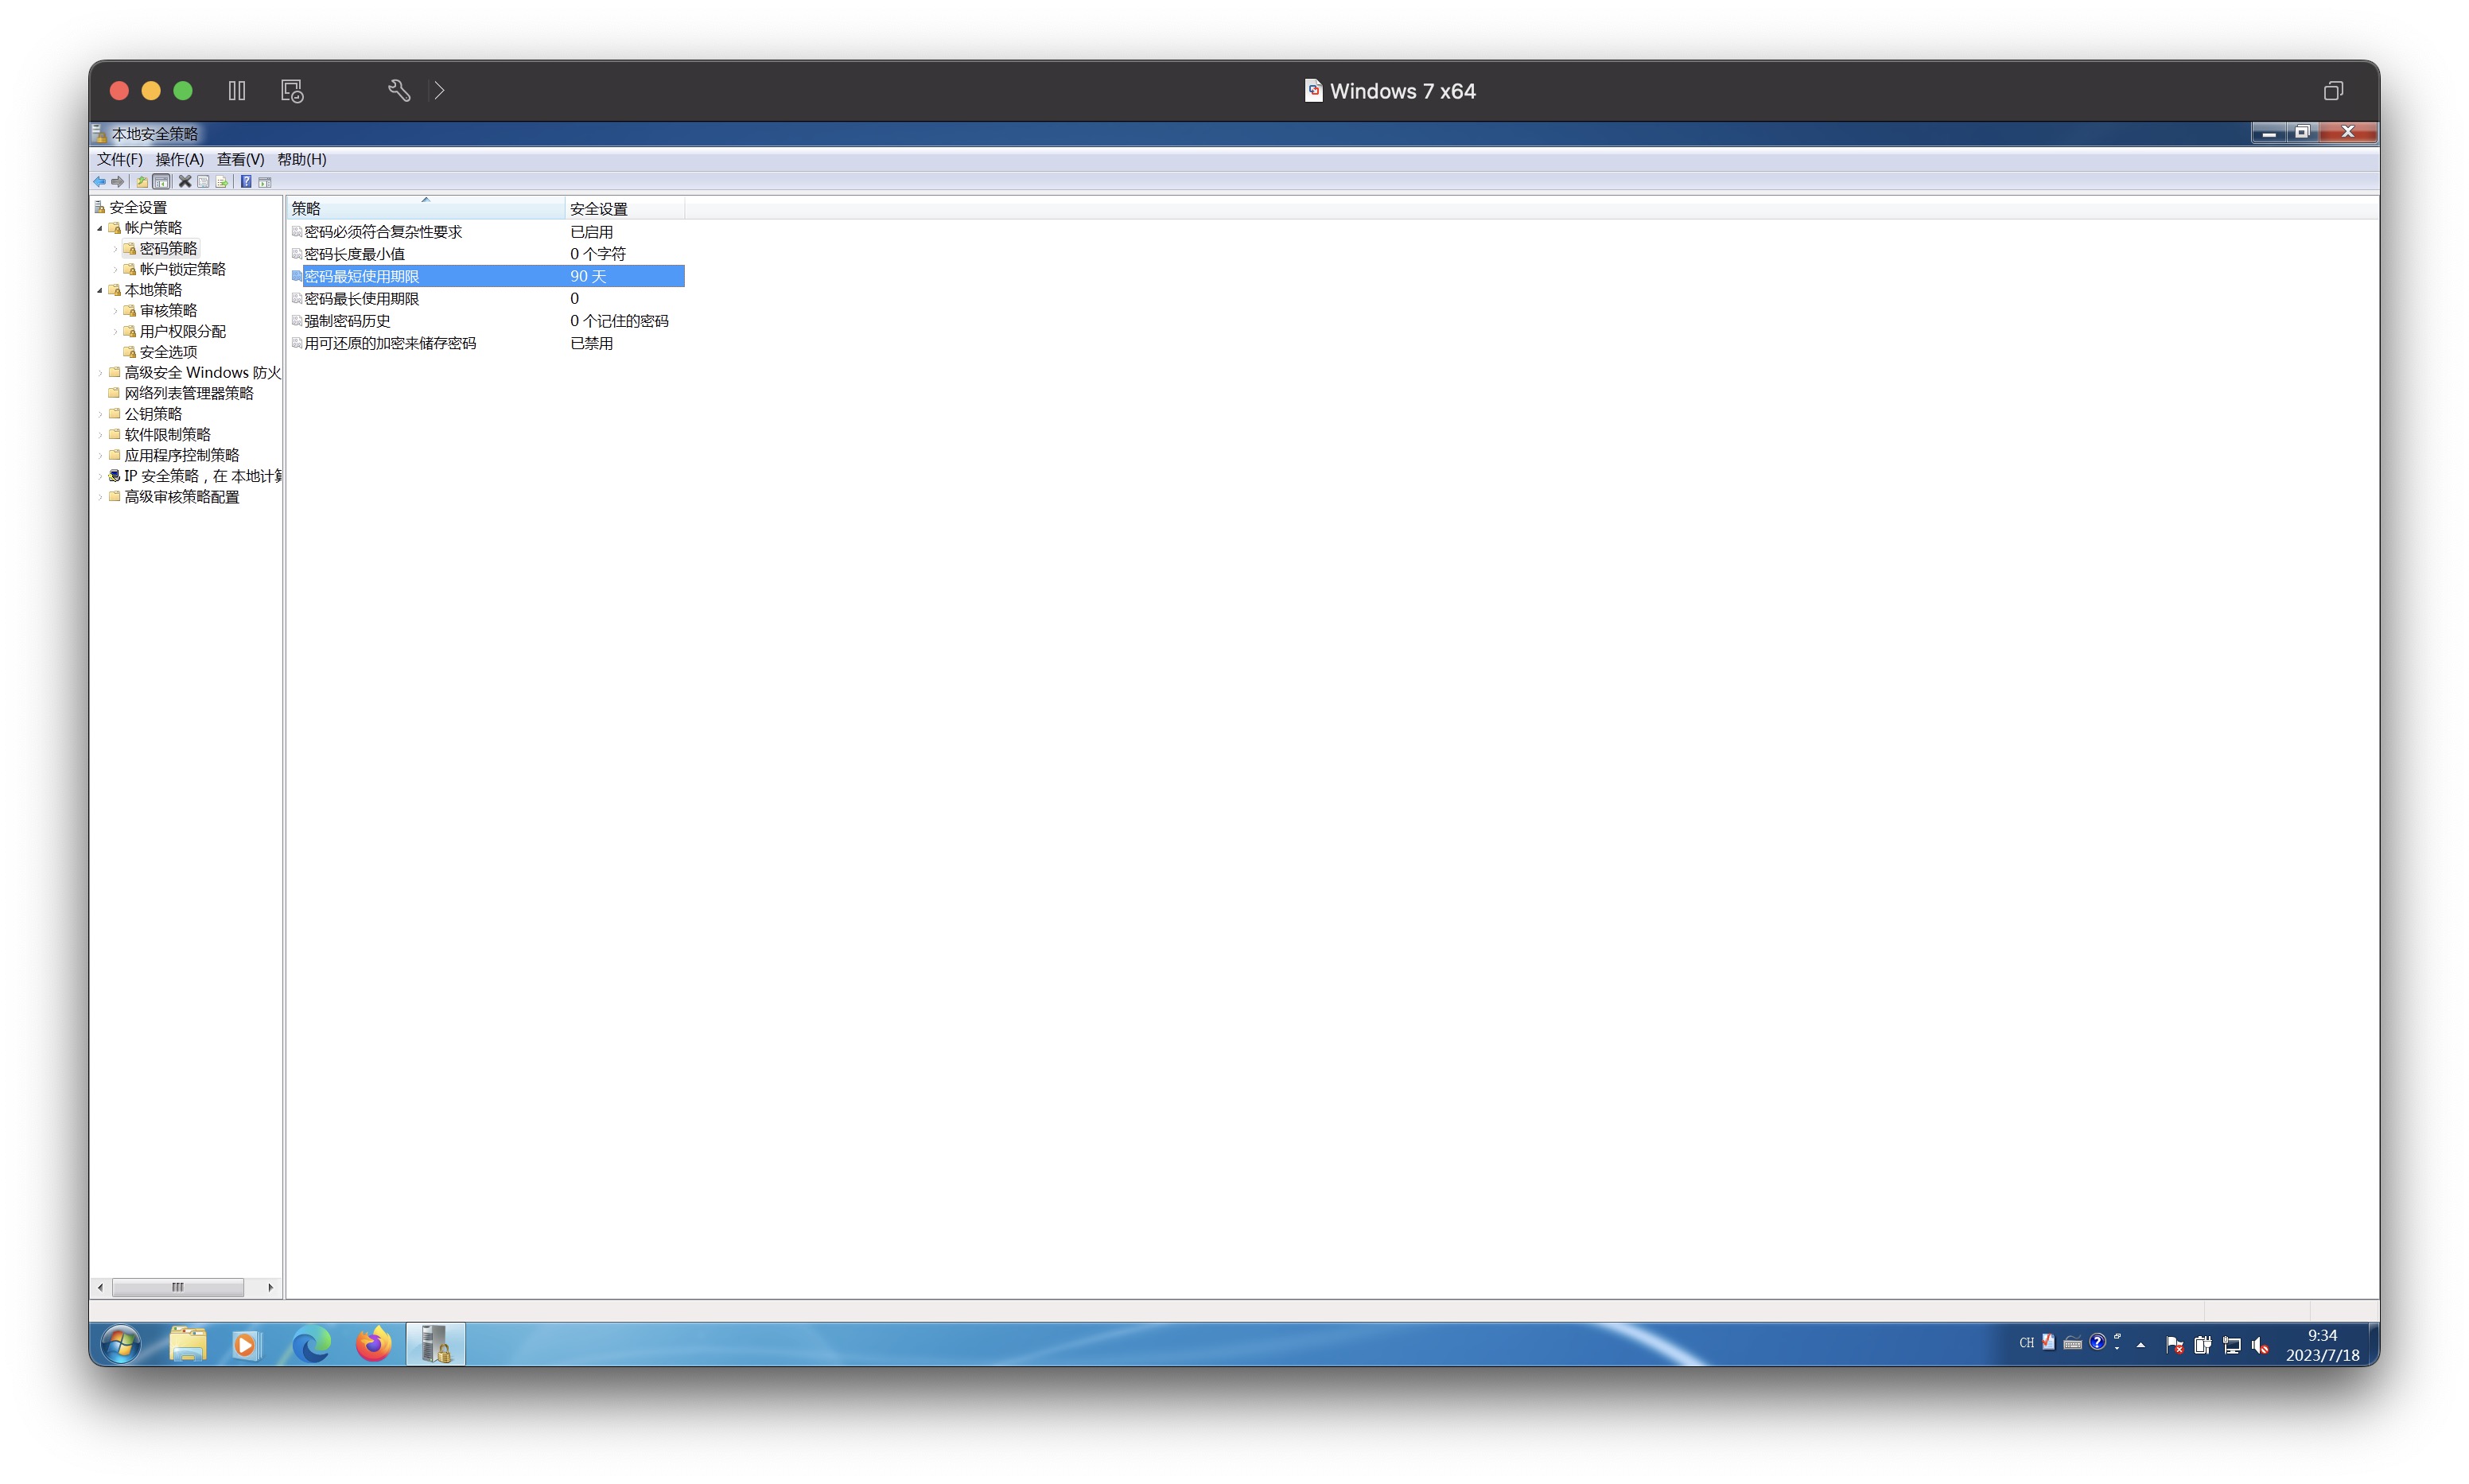 Windows 7 x64
本地安全策略
文件(F) 操作(A) 查看(V) 帮助(H)
安全设置
帐户策略
密码策略
帐户锁定策略
本地策略
审核策略
用户权限分配
安全选项
高级安全 Windows 防火
网络列表管理器策略
公钥策略
软件限制策略
应用程序控制策略
IP 安全策略，在 本地计算
高级审核策略配置
策略 安全设置
密码必须符合复杂性要求 已启用
密码长度最小值 0 个字符
密码最短使用期限 90 天
密码最长使用期限 0
强制密码历史 0 个记住的密码
用可还原的加密来储存密码 已禁用
CH
9:34
2023/7/18